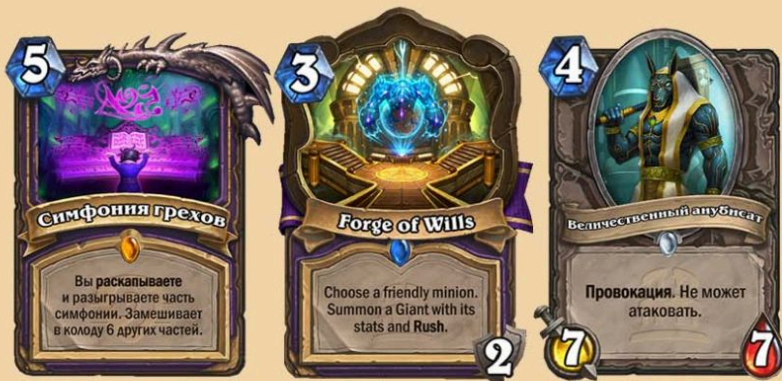 5
Симфония грехов
Вы раскапываете
и разыгрываете часть
симфонии. Замешивает
в колоду 6 других частей.
3
Forge of Wills
Choose a friendly minion.
Summon a Giant with its
stats and Rush.
2
4
Величественный анубисат
Провокация. Не может
атаковать.
7
7